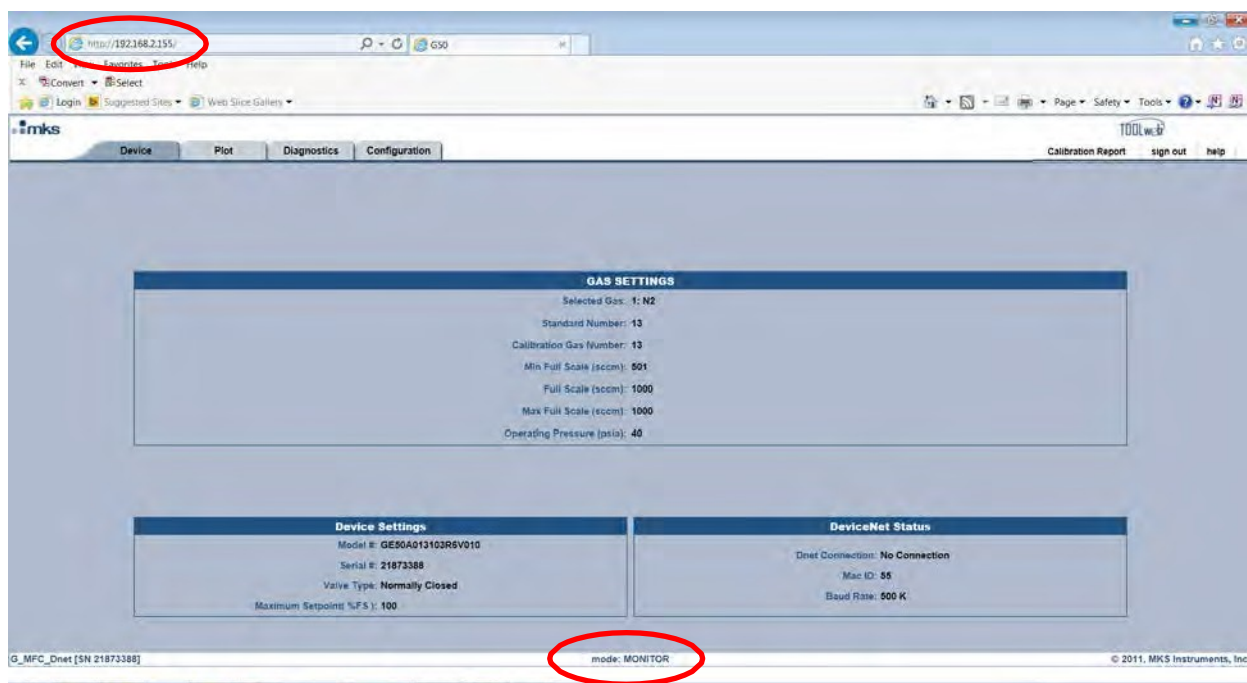 http://192.168.2.155/ G50
File Edit View Favorites Tools Help
x Convert Select
Login Suggested Sites Web Slice Gallery Page Safety Tools
mks TOOLweb
Device Plot Diagnostics Configuration Calibration Report sign out help
GAS SETTINGS
Selected Gas: 1: N2
Standard Number: 13
Calibration Gas Number: 13
Min Full Scale (sccm): 501
Full Scale (sccm): 1000
Max Full Scale (sccm): 1000
Operating Pressure (psia): 40
Device Settings
Model #: GE50A013103R6V010
Serial #: 21873388
Valve Type: Normally Closed
Maximum Setpoint( %FS ): 100
DeviceNet Status
Dnet Connection: No Connection
Mac ID: 55
Baud Rate: 500 K
G_MFC_Dnet [SN 21873388] mode: MONITOR © 2011, MKS Instruments, Inc